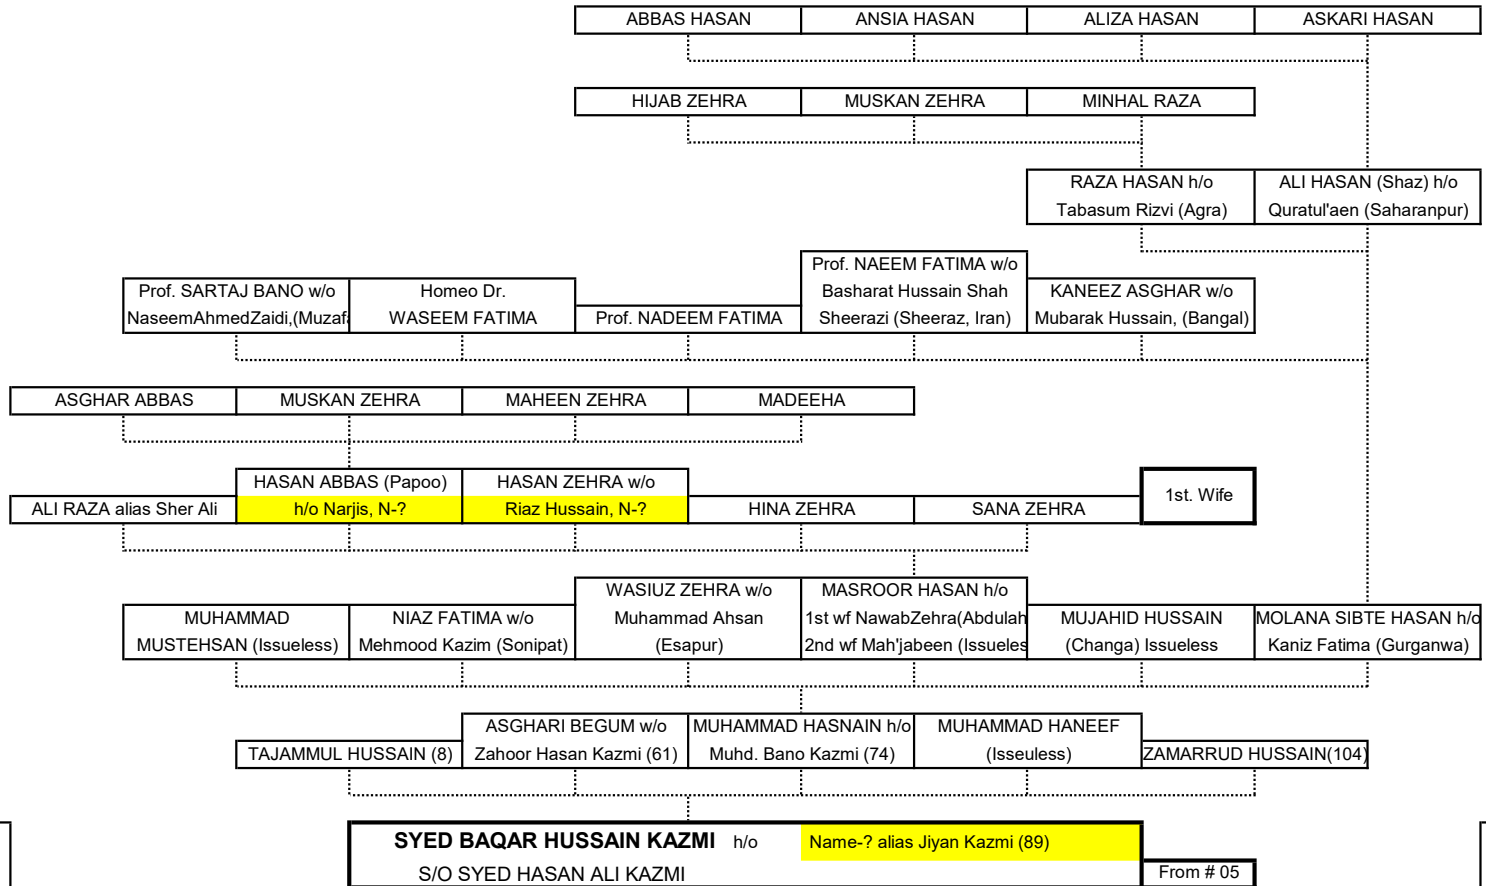 ABBAS HASAN
ANSIA HASAN
ALIZA HASAN
ASKARI HASAN
HIJAB ZEHRA
MUSKAN ZEHRA
MINHAL RAZA
RAZA HASAN h/o
Tabasum Rizvi (Agra)
ALI HASAN (Shaz) h/o
Quratul'aen (Saharanpur)
Prof. SARTAJ BANO w/o
NaseemAhmedZaidi,(Muzafa
Homeo Dr.
WASEEM FATIMA
Prof. NADEEM FATIMA
Prof. NAEEM FATIMA w/o
Basharat Hussain Shah
Sheerazi (Sheeraz, Iran)
KANEEZ ASGHAR w/o
Mubarak Hussain, (Bangal)
ASGHAR ABBAS
MUSKAN ZEHRA
MAHEEN ZEHRA
MADEEHA
ALI RAZA alias Sher Ali
HASAN ABBAS (Papoo)
h/o Narjis, N-?
HASAN ZEHRA w/o
Riaz Hussain, N-?
HINA ZEHRA
SANA ZEHRA
1st. Wife
MUHAMMAD
MUSTEHSAN (Issueless)
NIAZ FATIMA w/o
Mehmood Kazim (Sonipat)
WASIUZ ZEHRA w/o
Muhammad Ahsan
(Esapur)
MASROOR HASAN h/o
1st wf NawabZehra(Abdulah
2nd wf Mah'jabeen (Issueles
MUJAHID HUSSAIN
(Changa) Issueless
MOLANA SIBTE HASAN h/o
Kaniz Fatima (Gurganwa)
TAJAMMUL HUSSAIN (8)
ASGHARI BEGUM w/o
Zahoor Hasan Kazmi (61)
MUHAMMAD HASNAIN h/o
Muhd. Bano Kazmi (74)
MUHAMMAD HANEEF
(Isseuless)
ZAMARRUD HUSSAIN(104)
SYED BAQAR HUSSAIN KAZMI h/o Name-? alias Jiyan Kazmi (89)
S/O SYED HASAN ALI KAZMI
From # 05